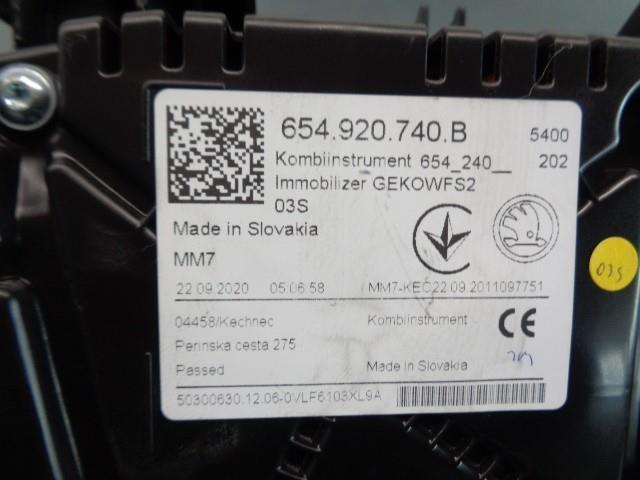 654.920.740.B 5400
Kombiinstrument 654_240__ 202
Immobilizer GEKOWFS2
03S
Made in Slovakia
MM7
22.09.2020 05:06:58 MM7-KEC22.09.2011097751
04458/Kechnec Kombiinstrument CE
Perinska cesta 275
Passed Made in Slovakia
50300630.12.06-0VLF6103XL9A
03S